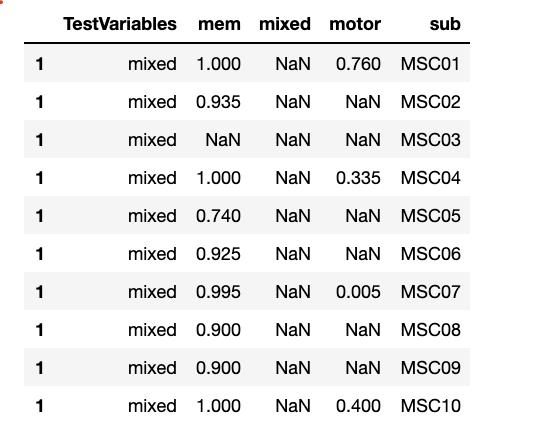 TestVariables mem mixed motor sub
1 mixed 1.000 NaN 0.760 MSC01
1 mixed 0.935 NaN NaN MSC02
1 mixed NaN NaN NaN MSC03
1 mixed 1.000 NaN 0.335 MSC04
1 mixed 0.740 NaN NaN MSC05
1 mixed 0.925 NaN NaN MSC06
1 mixed 0.995 NaN 0.005 MSC07
1 mixed 0.900 NaN NaN MSC08
1 mixed 0.900 NaN NaN MSC09
1 mixed 1.000 NaN 0.400 MSC10